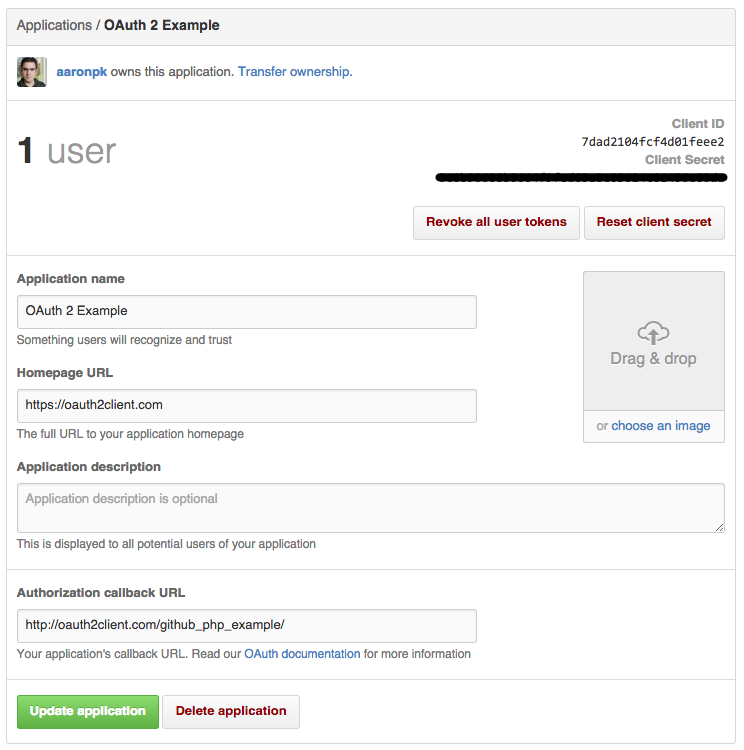 Applications / OAuth 2 Example
aaronpk owns this application. Transfer ownership.
1 user
Client ID
7dad2104fcf4d01feee2
Client Secret
Revoke all user tokens
Reset client secret
Application name
OAuth 2 Example
Something users will recognize and trust
Drag & drop
or choose an image
Homepage URL
https://oauth2client.com
The full URL to your application homepage
Application description
Application description is optional
This is displayed to all potential users of your application
Authorization callback URL
http://oauth2client.com/github_php_example/
Your application's callback URL. Read our OAuth documentation for more information
Update application
Delete application